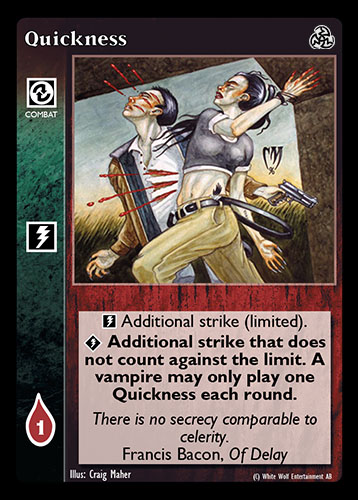 Quickness
COMBAT
Additional strike (limited).
Additional strike that does
not count against the limit. A
vampire may only play one
Quickness each round.
There is no secrecy comparable to
celerity.
Francis Bacon, Of Delay
1
Illus: Craig Maher
(C) White Wolf Entertainment AB